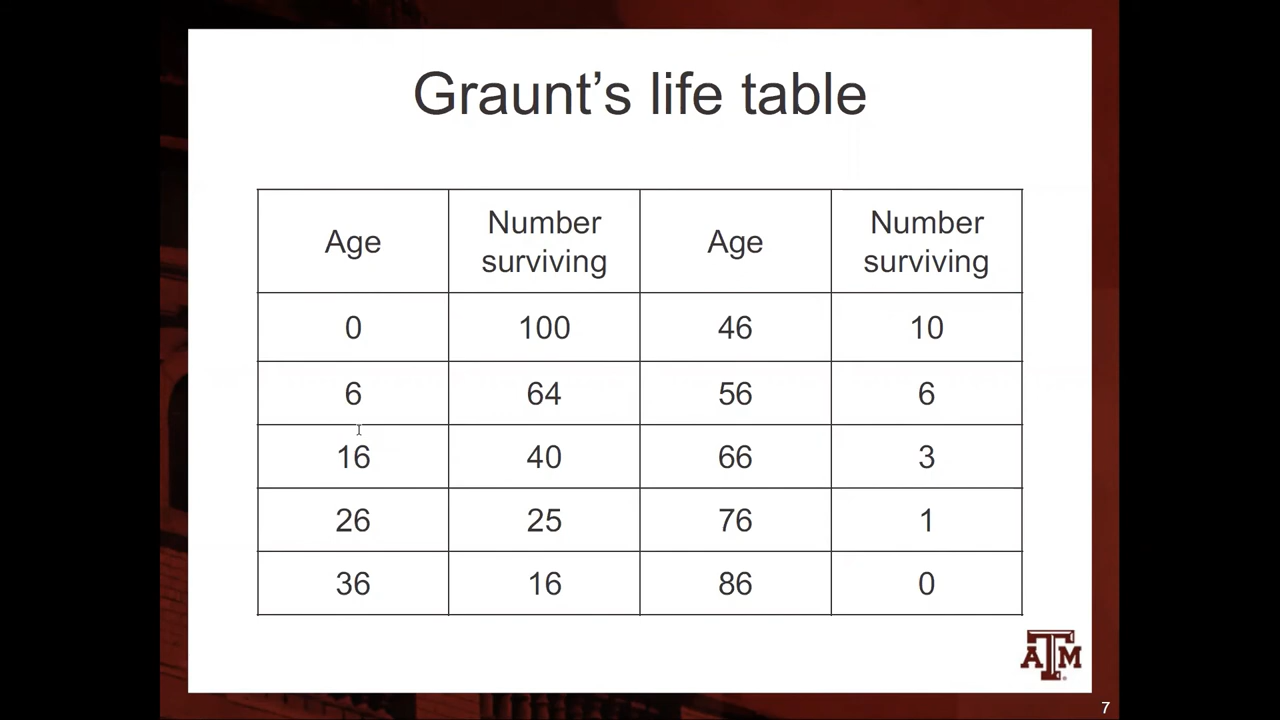 Graunt’s life table
Age
Number
surviving
Age
Number
surviving
0 100 46 10
6 64 56 6
16 40 66 3
26 25 76 1
36 16 86 0
ATM
7